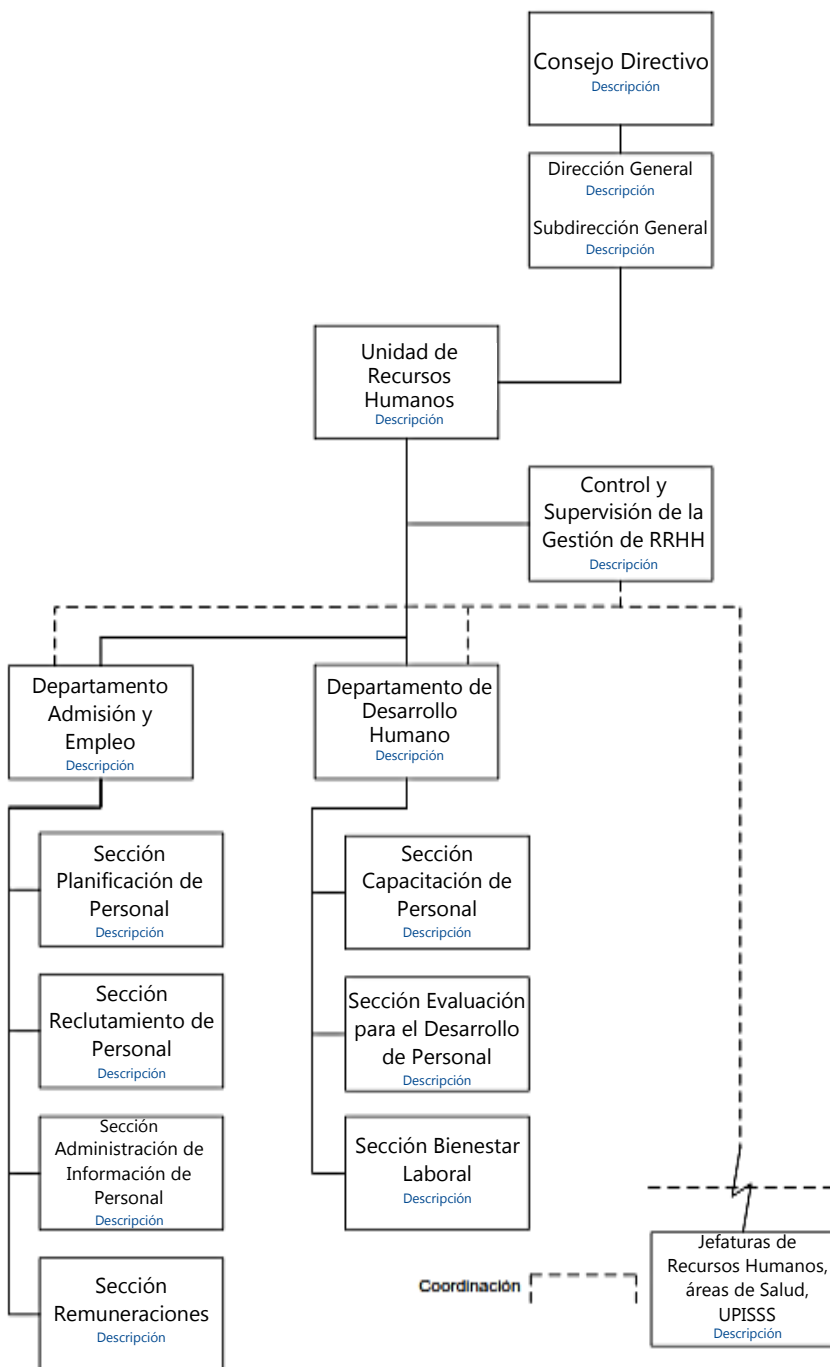 Consejo Directivo
Descripción
Dirección General
Descripción
Subdirección General
Descripción
Unidad de
Recursos
Humanos
Descripción
Control y
Supervisión de la
Gestión de RRHH
Descripción
Departamento
Admisión y
Empleo
Descripción
Departamento de
Desarrollo
Humano
Descripción
Sección
Planificación de
Personal
Descripción
Sección
Reclutamiento de
Personal
Descripción
Sección
Administración de
Información de
Personal
Descripción
Sección
Remuneraciones
Descripción
Sección
Capacitación de
Personal
Descripción
Sección Evaluación
para el Desarrollo
de Personal
Descripción
Sección Bienestar
Laboral
Descripción
Coordinación
Jefaturas de
Recursos Humanos,
áreas de Salud,
UPISSS
Descripción